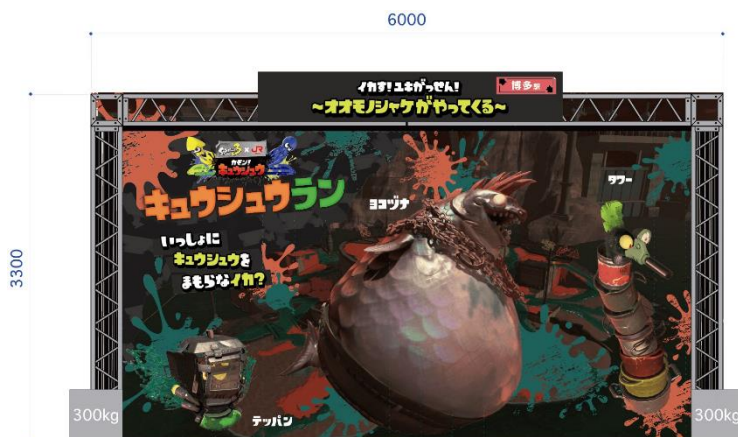 6000
イカす!ユキがっせん!
博多駅
~オオモノシャケがやってくる~
JR
カモン!
キュウシュウ
キュウシュウラン
ヨコヅナ
タワー
いっしょに
キュウシュウを
まもらなイカ?
3300
テッパン
300kg
300kg